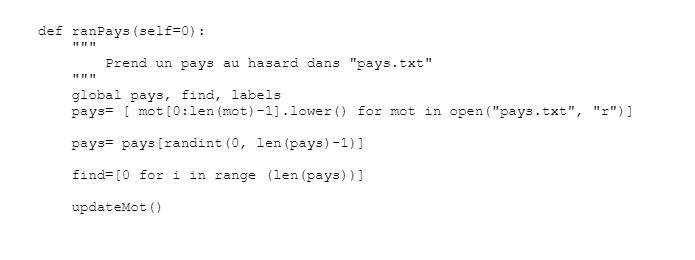 def ranPays(self=0):
    """
        Prend un pays au hasard dans "pays.txt"
    """
    global pays, find, labels
    pays= [ mot[0:len(mot)-1].lower() for mot in open("pays.txt", "r")]
    pays= pays[randint(0, len(pays)-1)]
    find=[0 for i in range (len(pays))]
    updateMot()